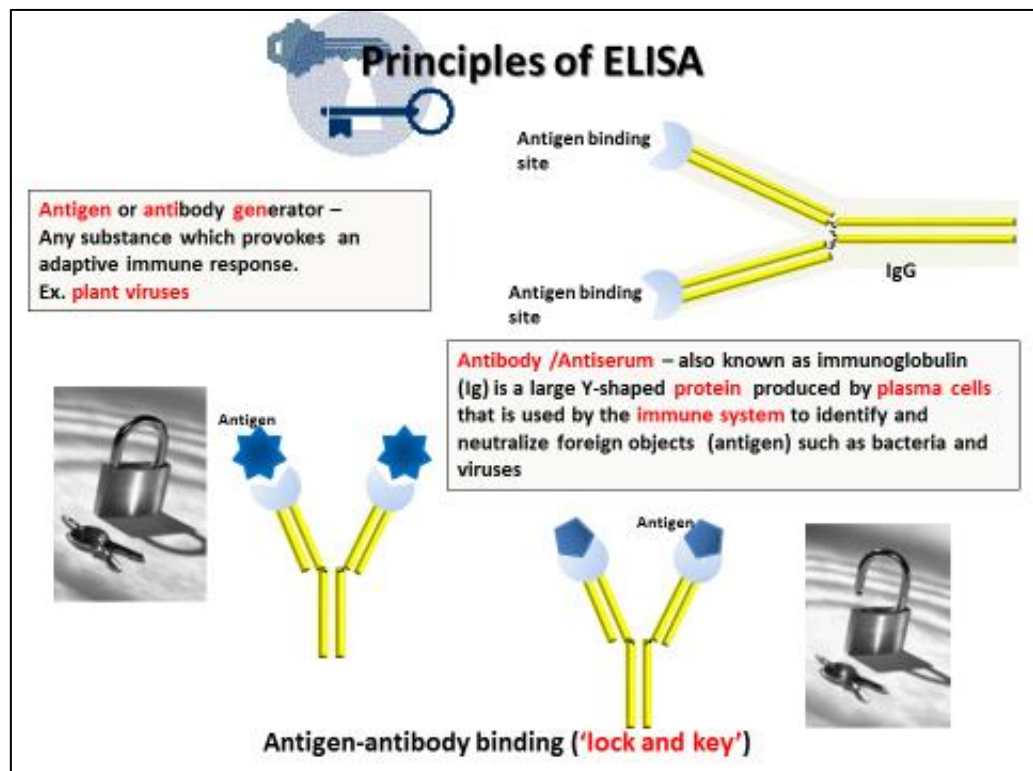 Principles of ELISA
Antigen binding
site
Antigen or antibody generator –
Any substance which provokes an
adaptive immune response.
Ex. plant viruses
IgG
Antigen binding
site
Antibody /Antiserum – also known as immunoglobulin
(Ig) is a large Y-shaped protein produced by plasma cells
that is used by the immune system to identify and
neutralize foreign objects (antigen) such as bacteria and
viruses
Antigen
Antigen
Antigen-antibody binding (‘lock and key’)